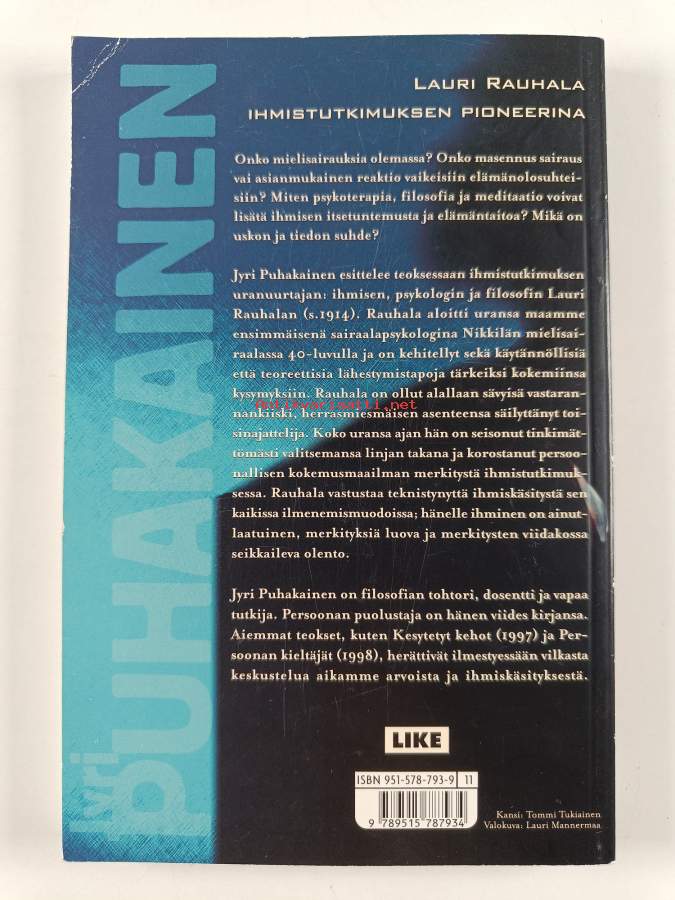 Jyri
PUHAKAINEN
LAURI RAUHALA
IHMISTUTKIMUKSEN PIONEERINA
Onko mielisairauksia olemassa? Onko masennus sairaus
vai asianmukainen reaktio vaikeisiin elämänolosuhtei-
siin? Miten psykoterapia, filosofia ja meditaatio voivat
lisätä ihmisen itsetuntemusta ja elämäntaitoa? Mikä on
uskon ja tiedon suhde?
Jyri Puhakainen esittelee teoksessaan ihmistutkimuksen
uranuurtajan: ihmisen, psykologin ja filosofin Lauri
Rauhalan (s.1914). Rauhala aloitti uransa maamme
ensimmäisenä sairaalapsykologina Nikkilän mielisai-
raalassa 40-luvulla ja on kehitellyt sekä käytännöllisiä
että teoreettisia lähestymistapoja tärkeiksi kokemiinsa
kysymyksiin. Rauhala on ollut alallaan sävyisä vastaran-
Antikvariaatti.net
nankiiski, herrasmiesmäisen asenteensa säilyttänyt toi-
sinajattelija. Koko uransa ajan hän on seisonut tinkimät-
tömästi valitsemansa linjan takana ja korostanut persoo-
nallisen kokemusmaailman merkitystä ihmistutkimuk-
sessa. Rauhala vastustaa teknistynyttä ihmiskäsitystä sen
kaikissa ilmenemismuodoissa; hänelle ihminen on ainut-
laatuinen, merkityksiä luova ja merkitysten viidakossa
seikkaileva olento.
Jyri Puhakainen on filosofian tohtori, dosentti ja vapaa
tutkija. Persoonan puolustaja on hänen viides kirjansa.
Aiemmat teokset, kuten Kesytetyt kehot (1997) ja Per-
soonan kieltäjät (1998), herättivät ilmestyessään vilkasta
keskustelua aikamme arvoista ja ihmiskäsityksestä.
LIKE
ISBN 951-578-793-9 11
9 789515 787934
Kansi: Tommi Tukiainen
Valokuva: Lauri Mannermaa